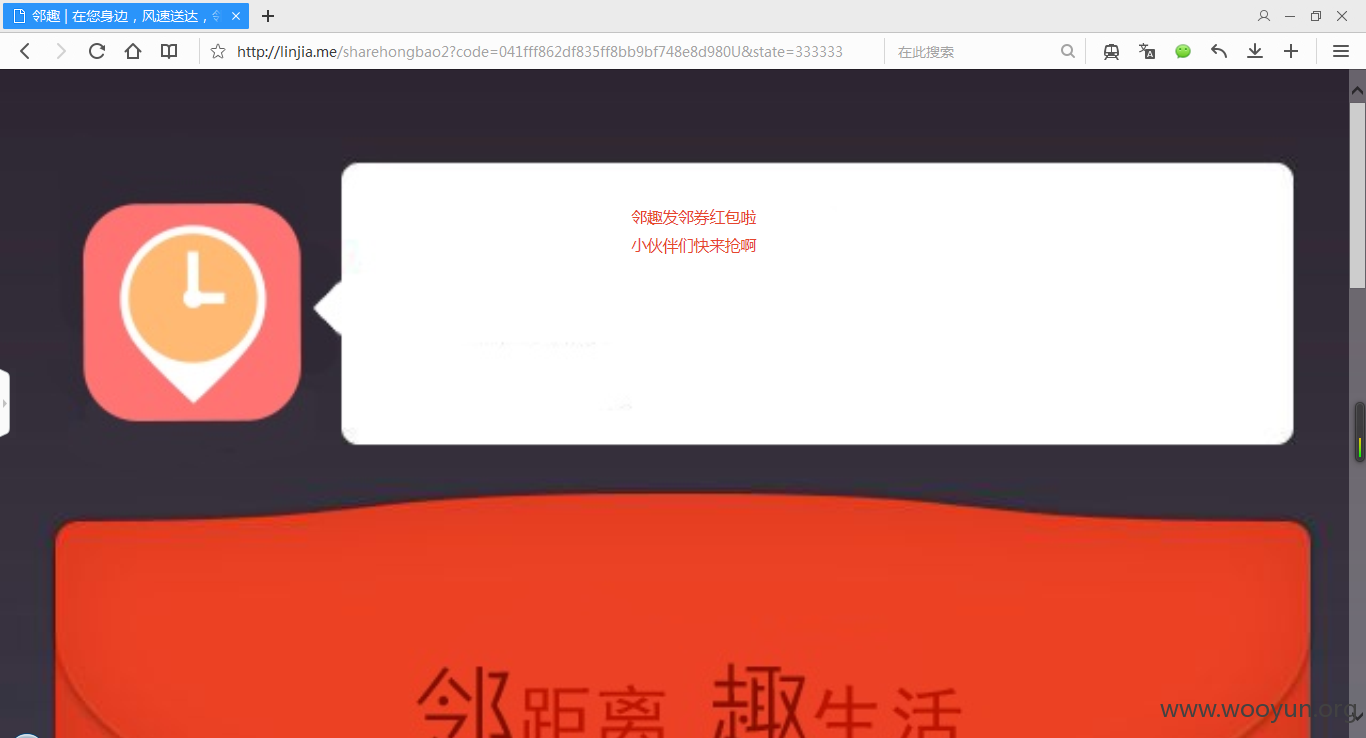 邻趣 | 在您身边，风速送达，
http://linjia.me/sharehongbao2?code=041fff862df835ff8bb9bf748e8d980U&state=333333
在此搜索
邻趣发邻券红包啦
小伙伴们快来抢啊
邻距离 趣生活
www.wooyun.org